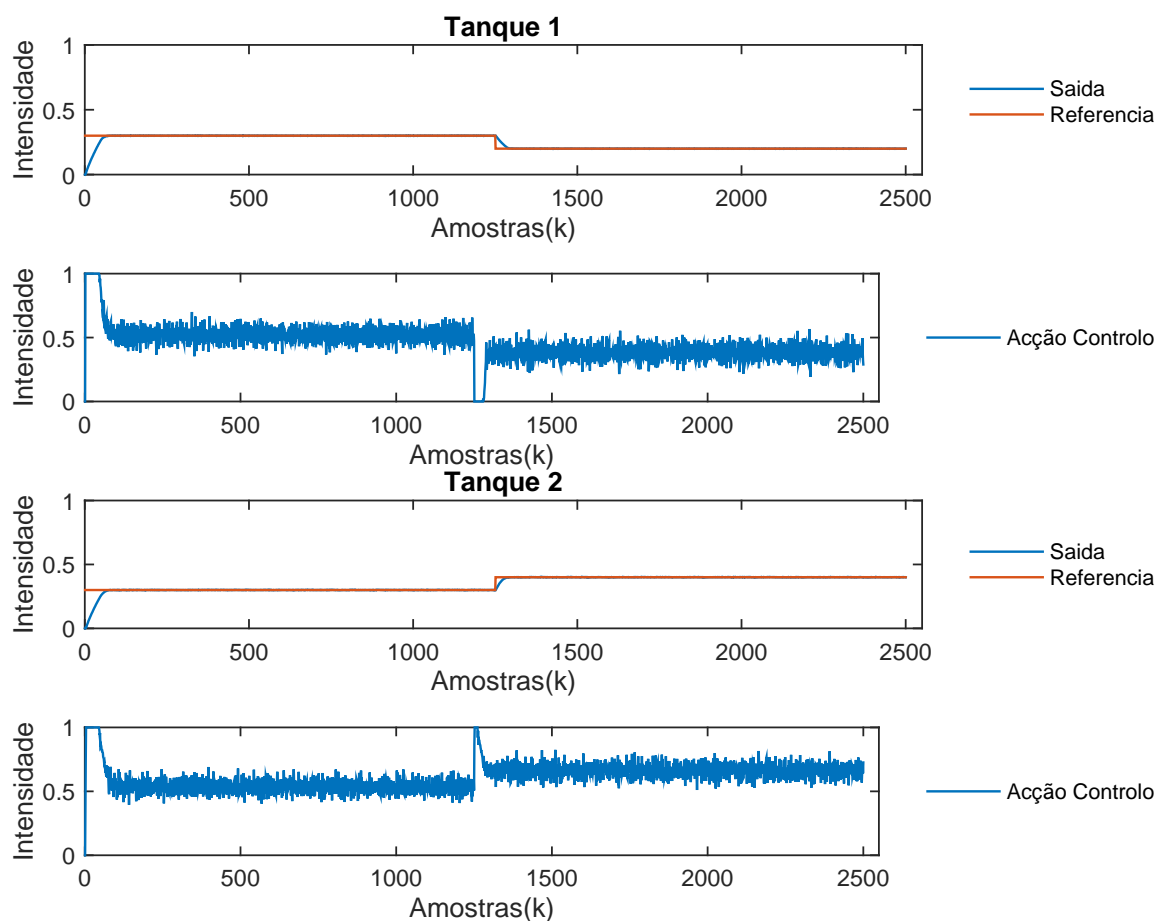 Tanque 1
Intensidade
1
0.5
0
0 500 1000 1500 2000 2500
Amostras(k)
Saida
Referencia
Intensidade
1
0.5
0
0 500 1000 1500 2000 2500
Amostras(k)
Acção Controlo
Tanque 2
Intensidade
1
0.5
0
0 500 1000 1500 2000 2500
Amostras(k)
Saida
Referencia
Intensidade
1
0.5
0
0 500 1000 1500 2000 2500
Amostras(k)
Acção Controlo